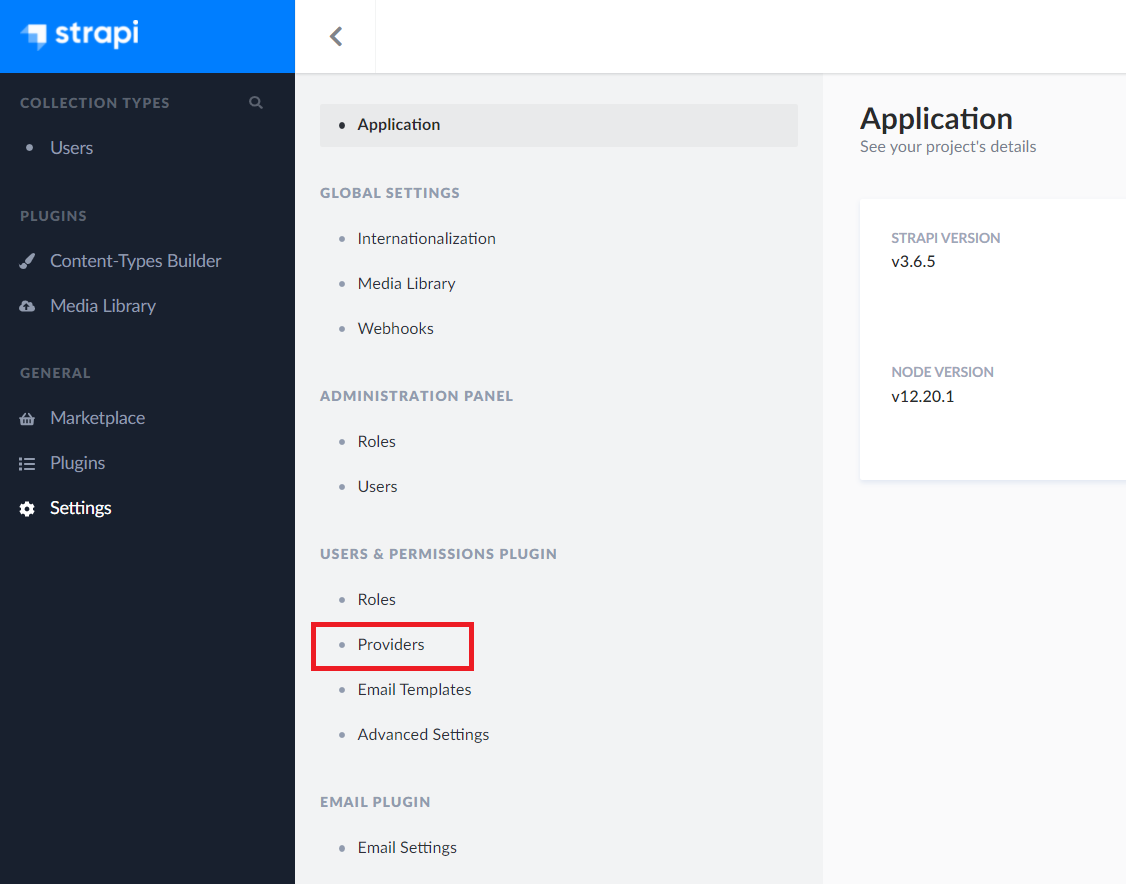 strapi
COLLECTION TYPES
Users
PLUGINS
Content-Types Builder
Media Library
GENERAL
Marketplace
Plugins
Settings
Application
GLOBAL SETTINGS
Internationalization
Media Library
Webhooks
ADMINISTRATION PANEL
Roles
Users
USERS & PERMISSIONS PLUGIN
Roles
Providers
Email Templates
Advanced Settings
EMAIL PLUGIN
Email Settings
Application
See your project's details
STRAPI VERSION
v3.6.5
NODE VERSION
v12.20.1